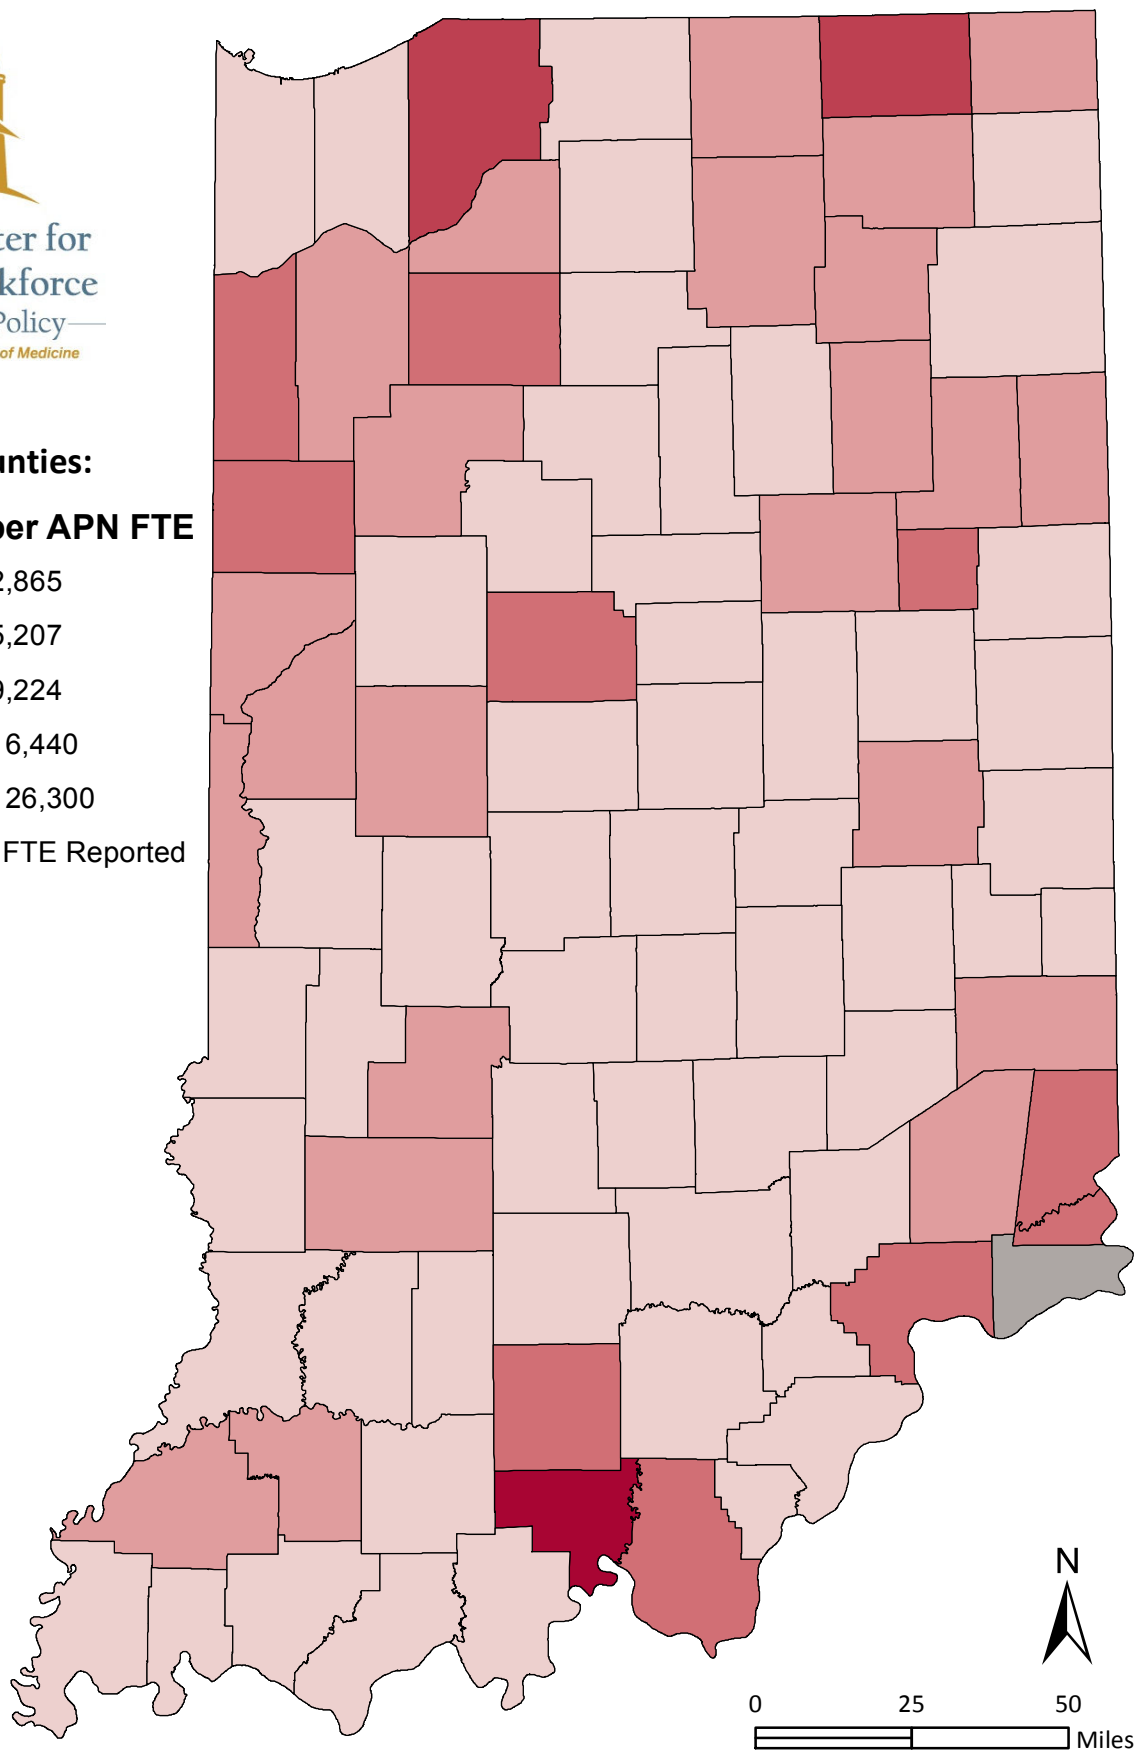 ter for
kforce
Policy
of Medicine
unties:
per APN FTE
2,865
5,207
9,224
6,440
26,300
FTE Reported
N
0 25 50
Miles